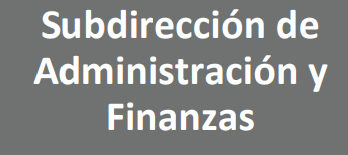 Subdirección de
Administración y
Finanzas